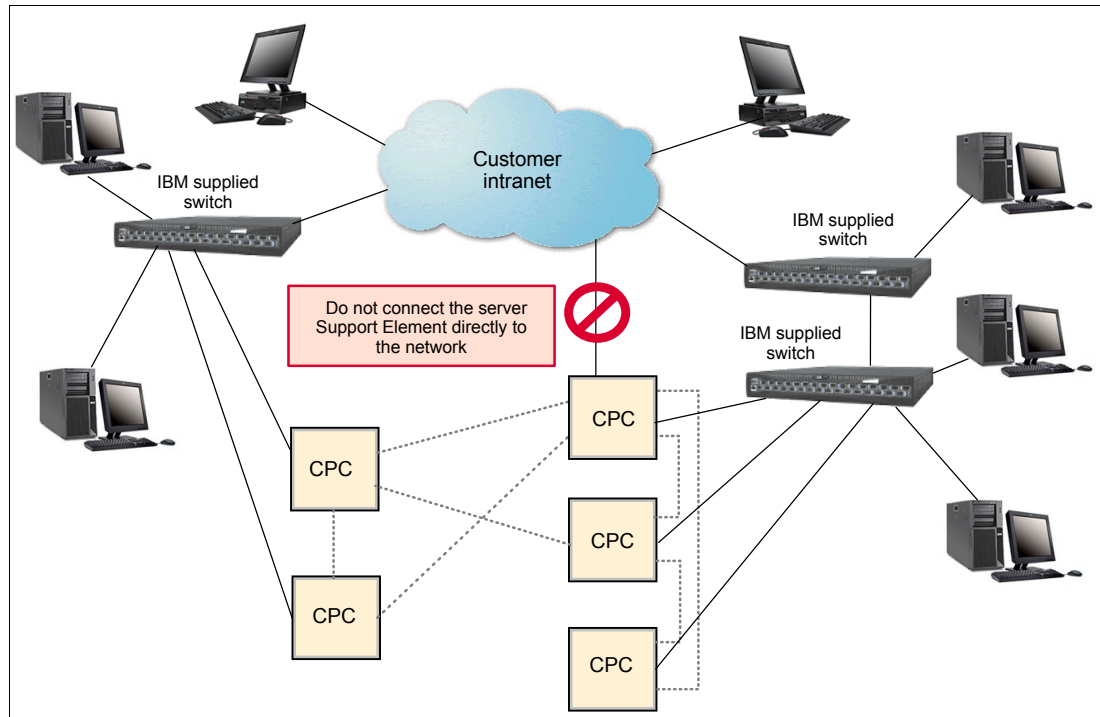 Customer
intranet
IBM supplied
switch
IBM supplied
switch
Do not connect the server
Support Element directly to
the network
IBM supplied
switch
CPC
CPC
CPC
CPC
CPC